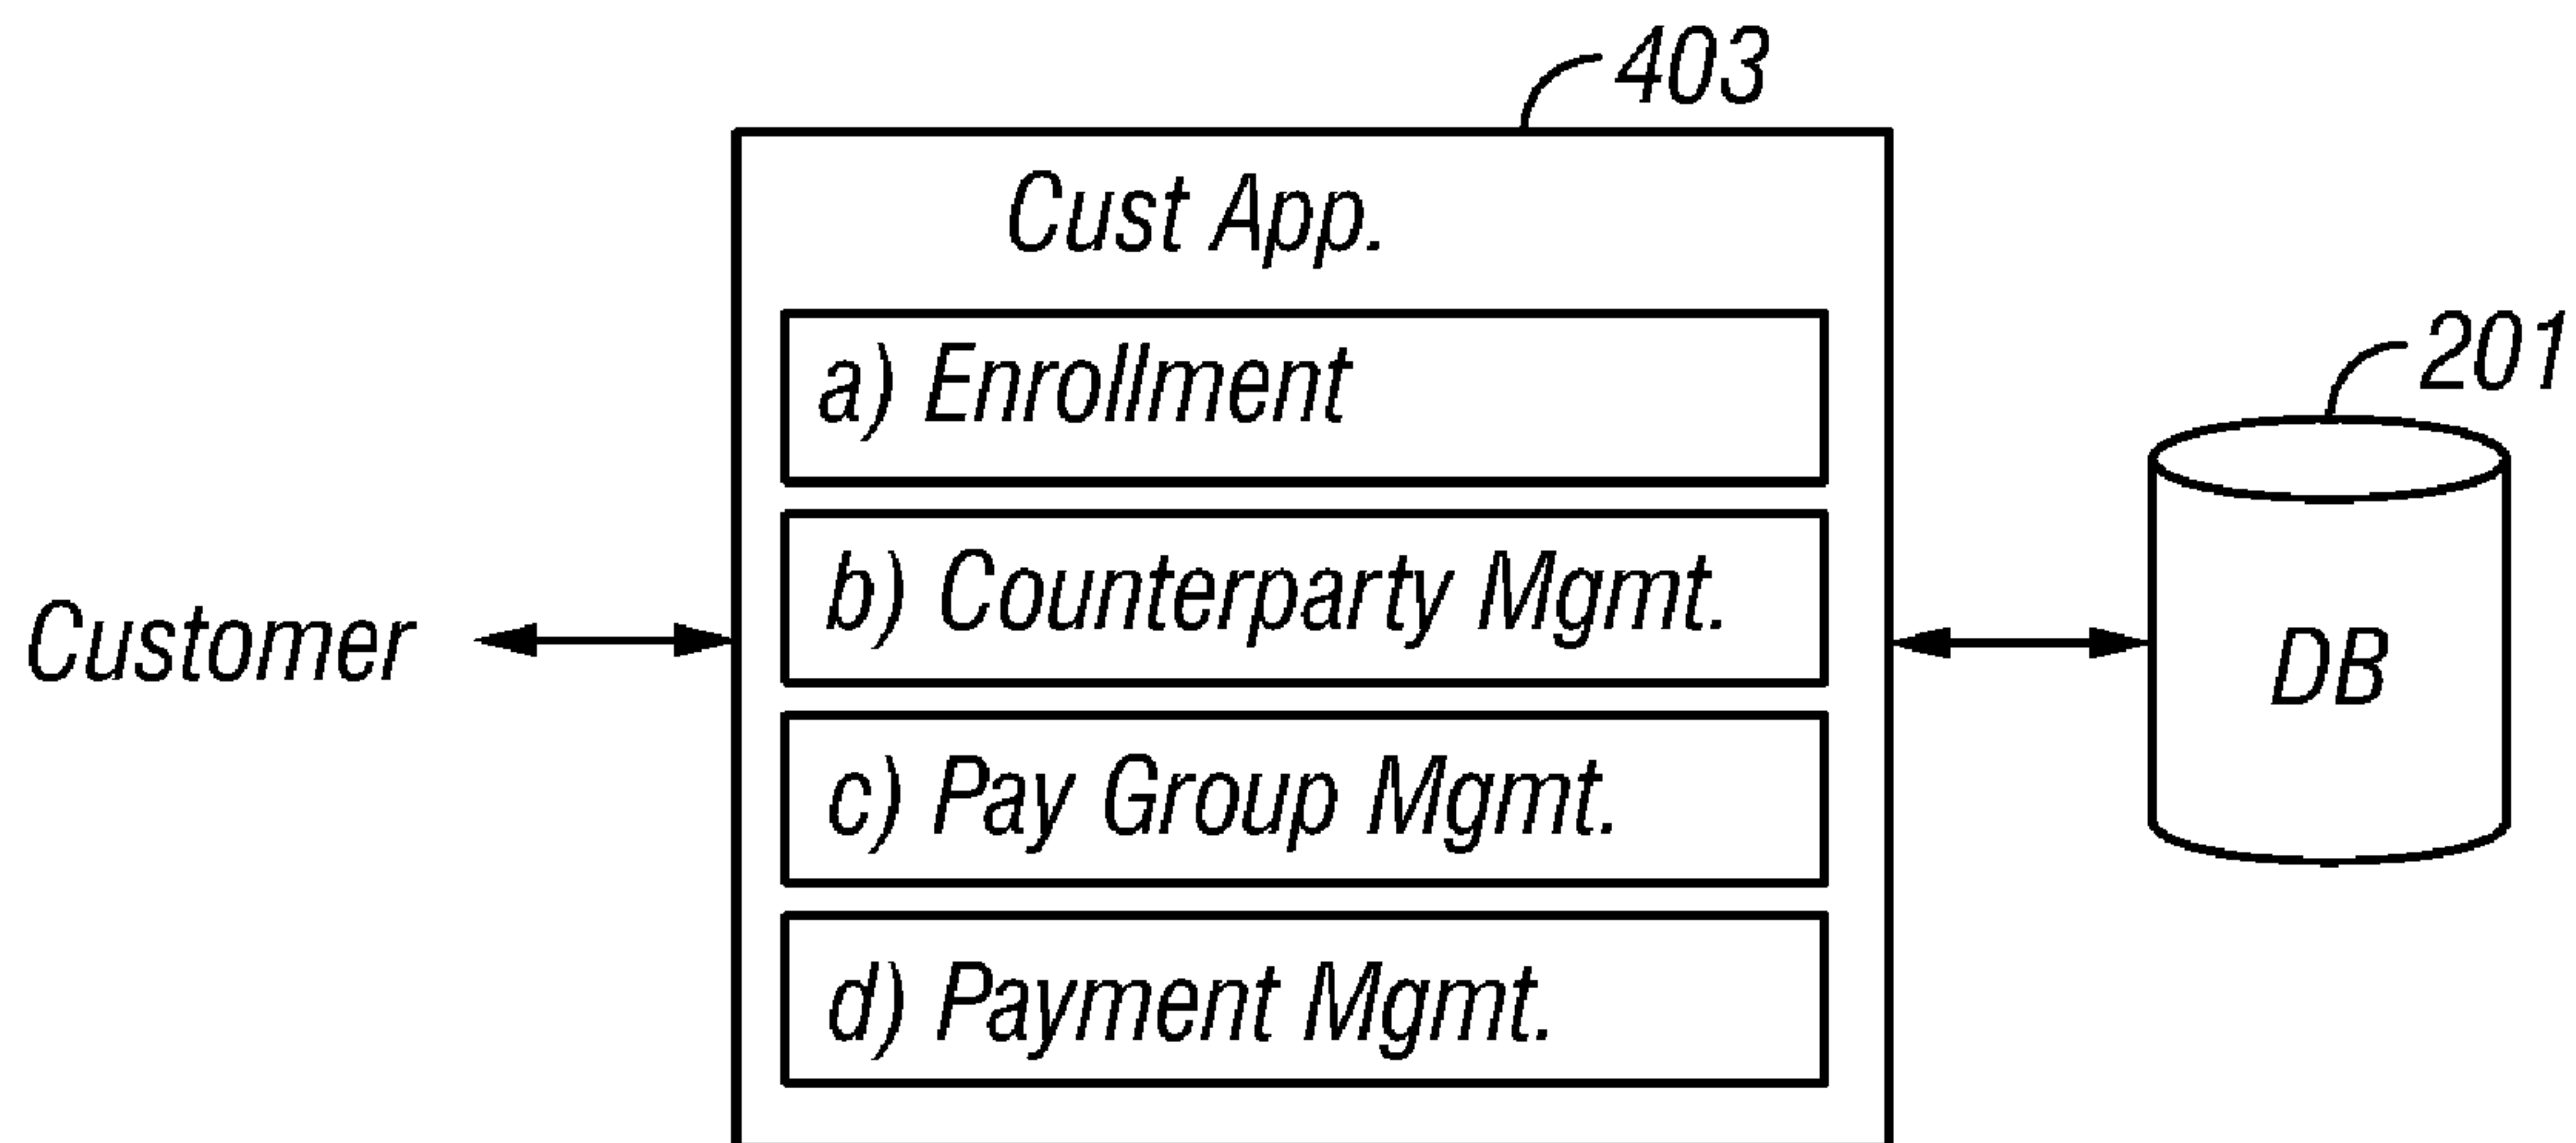 403
Cust App.
a) Enrollment
201
b) Counterparty Mgmt.
Customer
DB
c) Pay Group Mgmt.
d) Payment Mgmt.